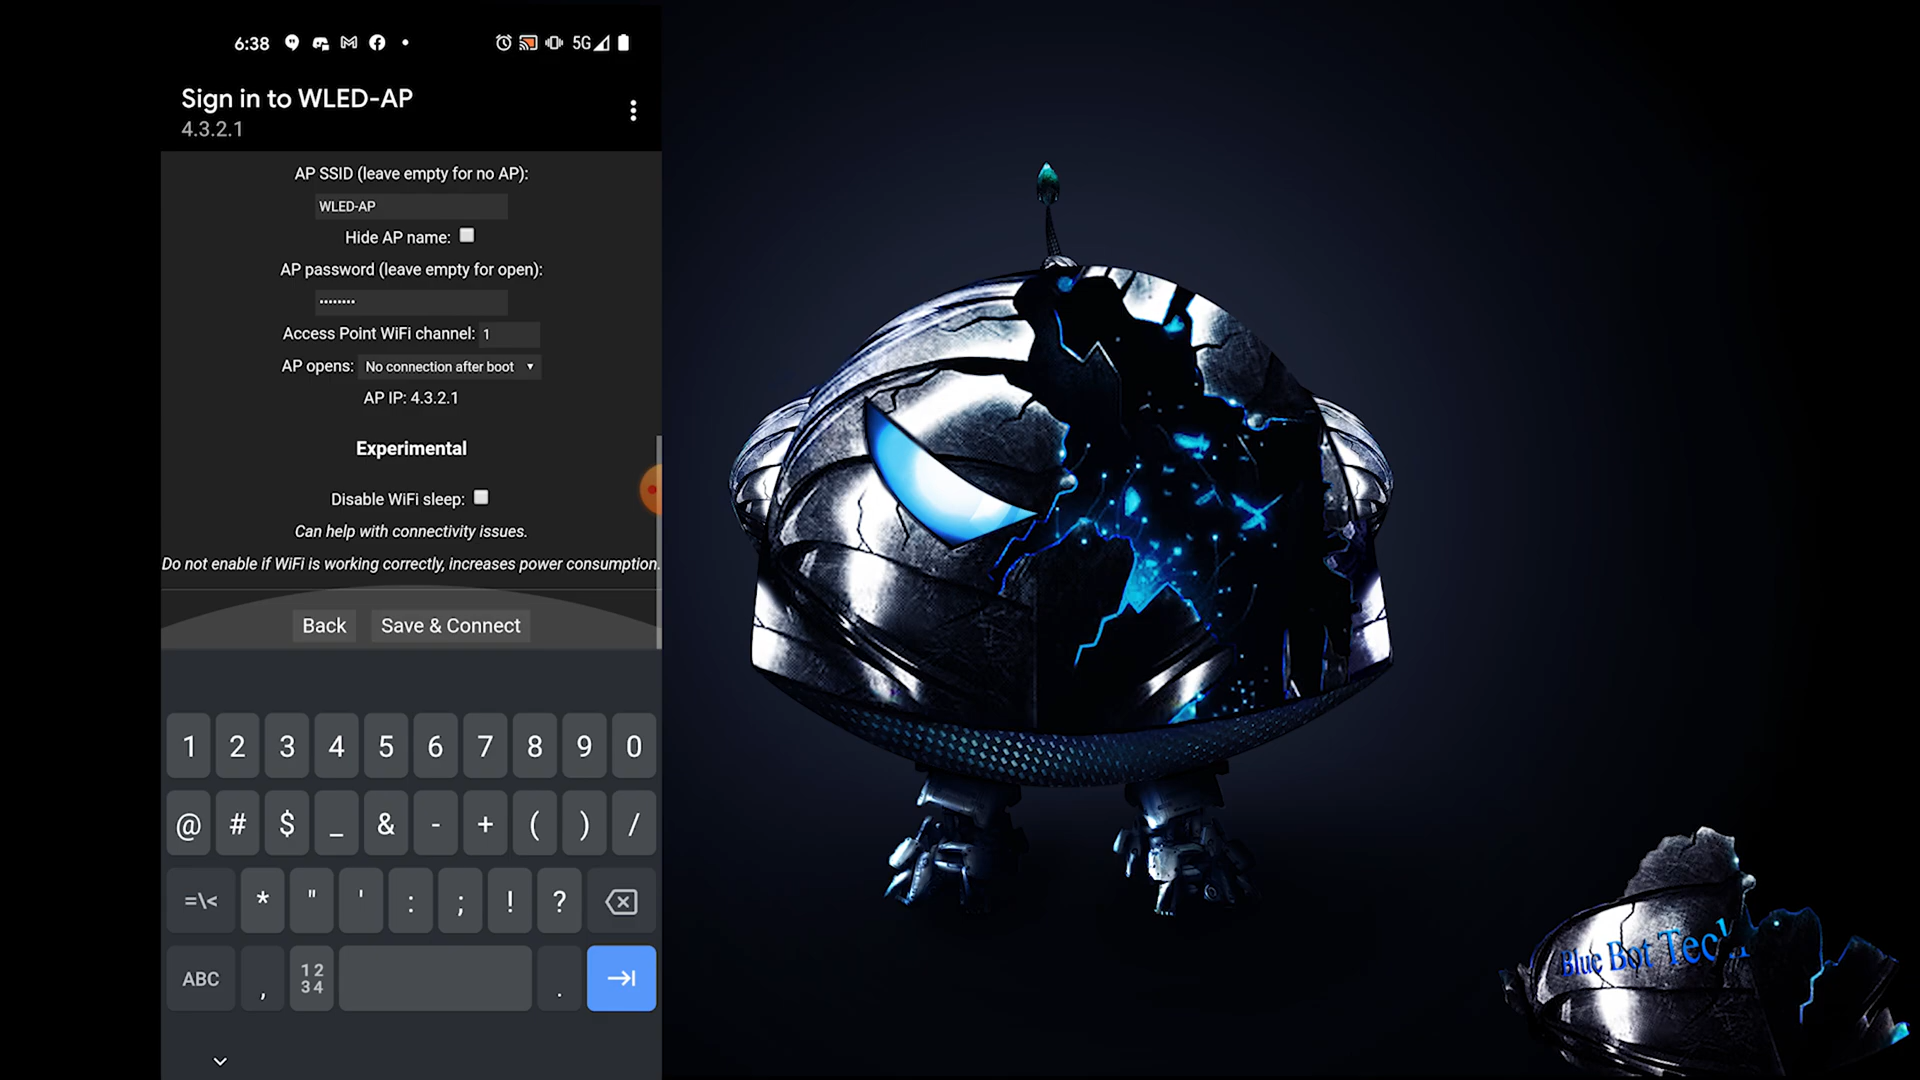 6:38
5G
Sign in to WLED-AP
4.3.2.1
AP SSID (leave empty for no AP):
WLED-AP
Hide AP name:
AP password (leave empty for open):
••••••••
Access Point WiFi channel: 1
AP opens: No connection after boot
AP IP: 4.3.2.1
Experimental
Disable WiFi sleep:
Can help with connectivity issues.
Do not enable if WiFi is working correctly, increases power consumption.
Back Save & Connect
1 2 3 4 5 6 7 8 9 0
@ # $ _ & - + ( ) /
=\< * " ' : ; ! ?
ABC , 12 34 .
Blue Bot Tech